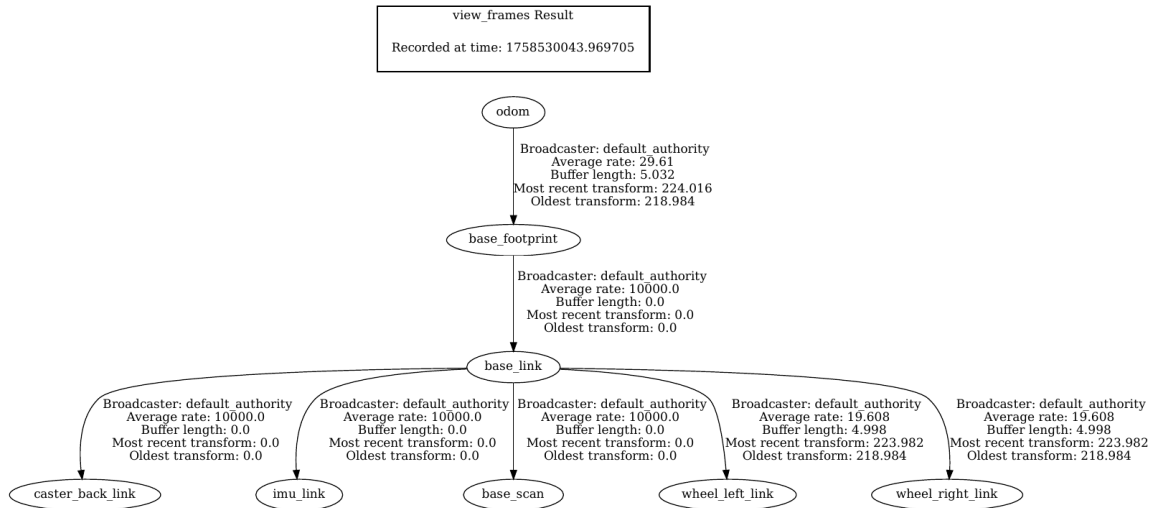 view_frames Result
Recorded at time: 1758530043.969705
odom
Broadcaster: default_authority
Average rate: 29.61
Buffer length: 5.032
Most recent transform: 224.016
Oldest transform: 218.984
base_footprint
Broadcaster: default_authority
Average rate: 10000.0
Buffer length: 0.0
Most recent transform: 0.0
Oldest transform: 0.0
base_link
Broadcaster: default_authority
Average rate: 10000.0
Buffer length: 0.0
Most recent transform: 0.0
Oldest transform: 0.0
Broadcaster: default_authority
Average rate: 10000.0
Buffer length: 0.0
Most recent transform: 0.0
Oldest transform: 0.0
Broadcaster: default_authority
Average rate: 10000.0
Buffer length: 0.0
Most recent transform: 0.0
Oldest transform: 0.0
Broadcaster: default_authority
Average rate: 19.608
Buffer length: 4.998
Most recent transform: 223.982
Oldest transform: 218.984
Broadcaster: default_authority
Average rate: 19.608
Buffer length: 4.998
Most recent transform: 223.982
Oldest transform: 218.984
caster_back_link
imu_link
base_scan
wheel_left_link
wheel_right_link